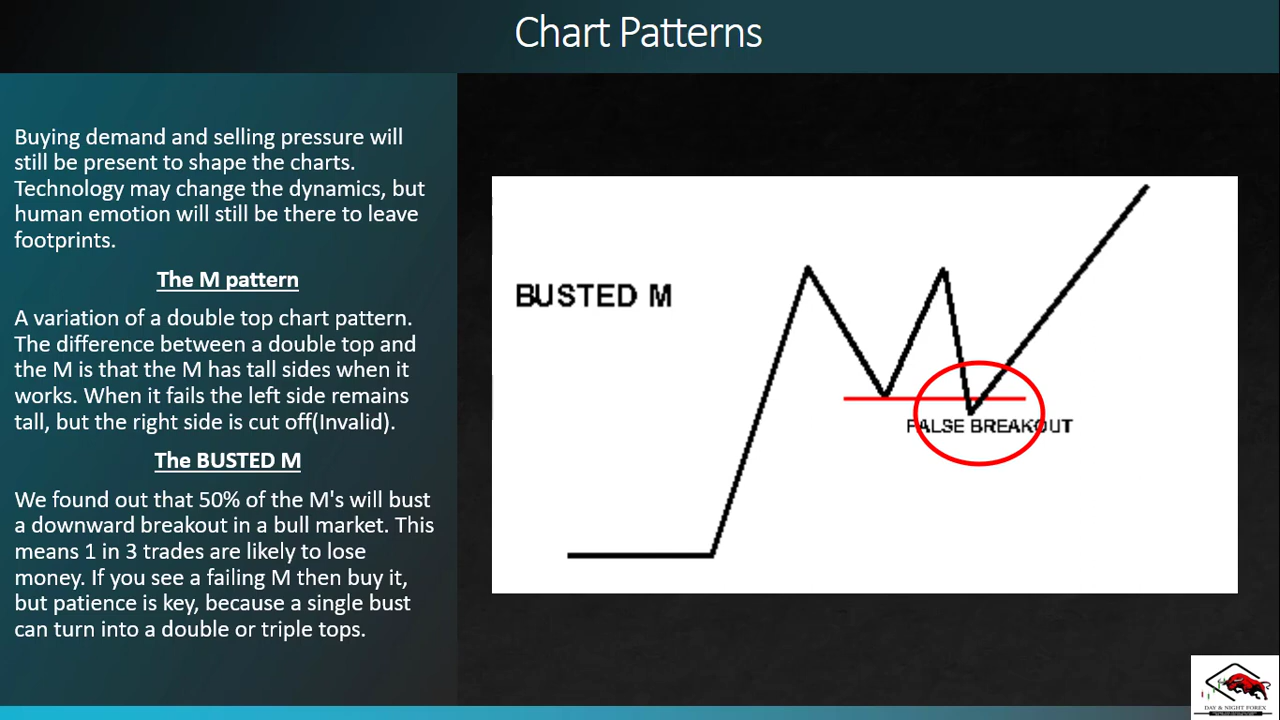 Chart Patterns
Buying demand and selling pressure will
still be present to shape the charts.
Technology may change the dynamics, but
human emotion will still be there to leave
footprints.
The M pattern
A variation of a double top chart pattern.
The difference between a double top and
the M is that the M has tall sides when it
works. When it fails the left side remains
tall, but the right side is cut off(Invalid).
The BUSTED M
We found out that 50% of the M's will bust
a downward breakout in a bull market. This
means 1 in 3 trades are likely to lose
money. If you see a failing M then buy it,
but patience is key, because a single bust
can turn into a double or triple tops.
BUSTED M
FALSE BREAKOUT
DAY & NIGHT FOREX